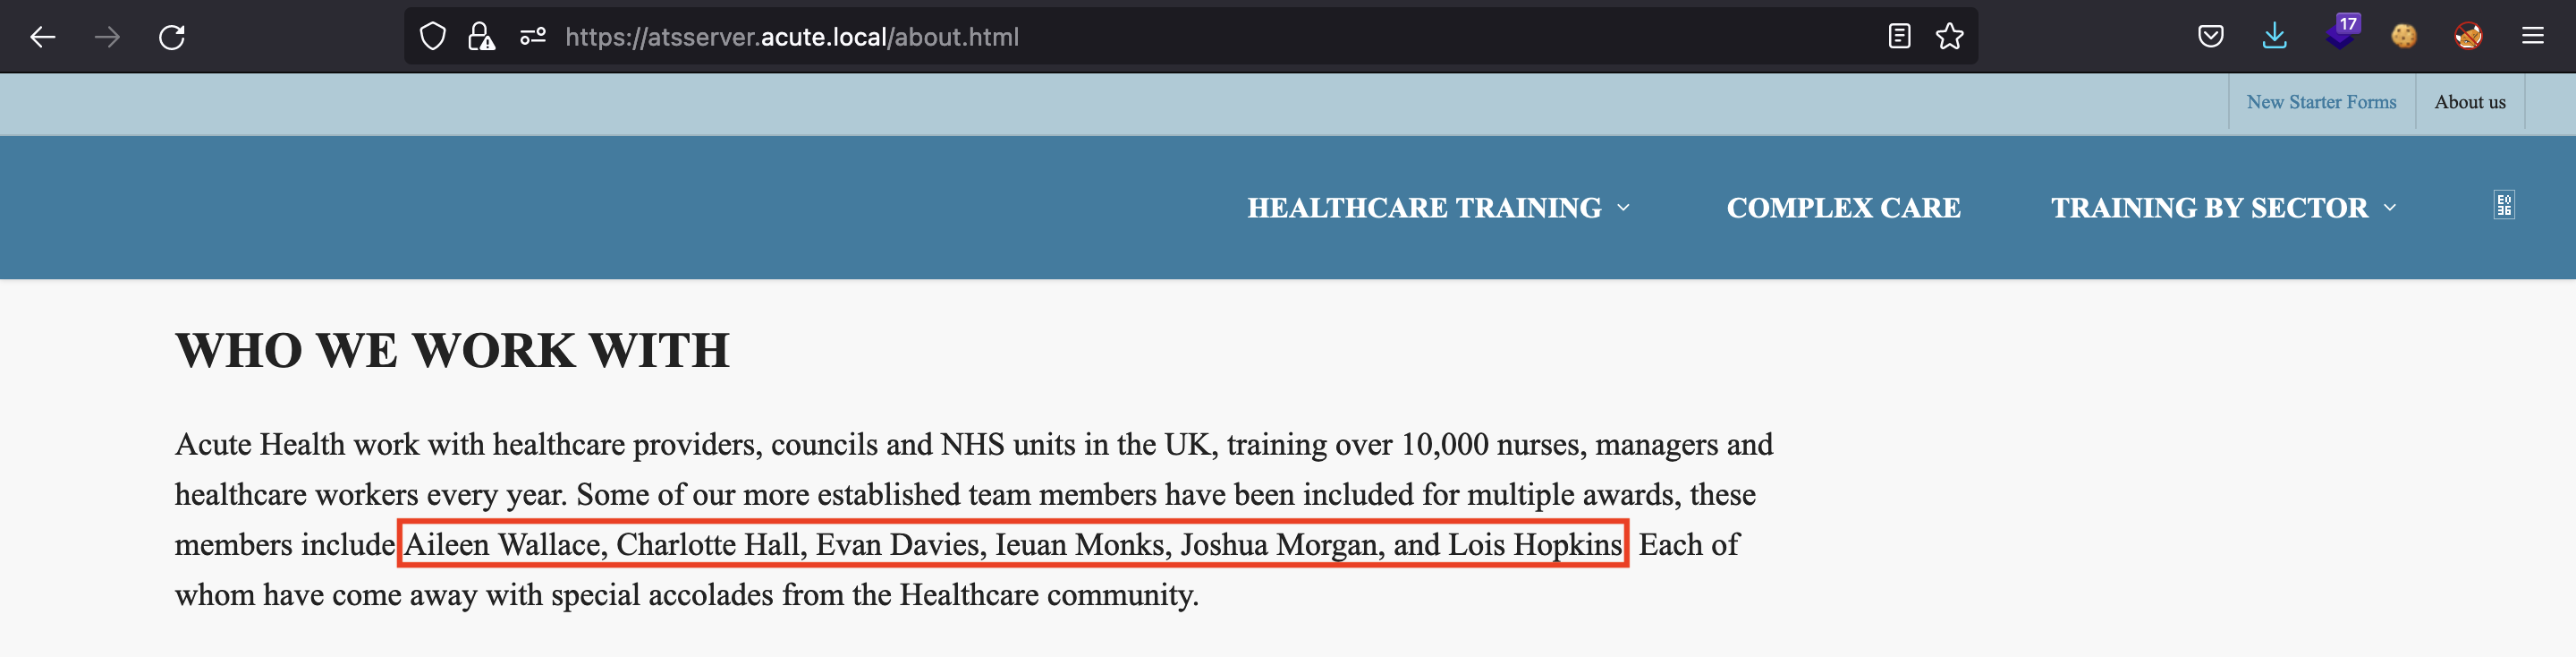 https://atsserver.acute.local/about.html
17
New Starter Forms
About us
HEALTHCARE TRAINING
COMPLEX CARE
TRAINING BY SECTOR
E0
36
WHO WE WORK WITH
Acute Health work with healthcare providers, councils and NHS units in the UK, training over 10,000 nurses, managers and
healthcare workers every year. Some of our more established team members have been included for multiple awards, these
members include Aileen Wallace, Charlotte Hall, Evan Davies, Ieuan Monks, Joshua Morgan, and Lois Hopkins Each of
whom have come away with special accolades from the Healthcare community.